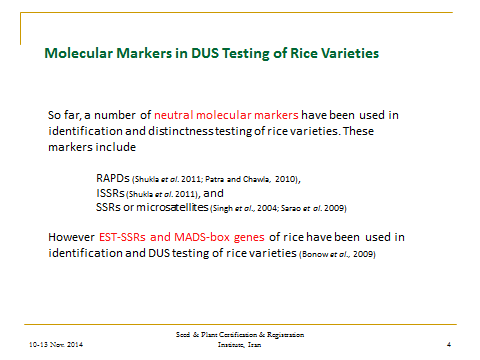 Molecular Markers in DUS Testing of Rice Varieties
So far, a number of neutral molecular markers have been used in
identification and distinctness testing of rice varieties. These
markers include
RAPDs (Shukla et al. 2011; Patra and Chawla, 2010),
ISSRs (Shukla et al. 2011), and
SSRs or microsatellites (Singh et al., 2004; Sarao et al. 2009)
However EST-SSRs and MADS-box genes of rice have been used in
identification and DUS testing of rice varieties (Bonow et al., 2009)
10-13 Nov. 2014
Seed & Plant Certification & Registration
Institute, Iran
4